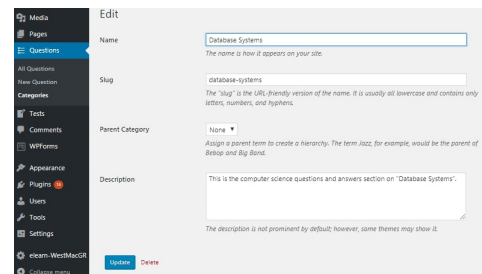 Media
Pages
Questions
All Questions
New Question
Categories
Tests
Comments
WPForms
Appearance
Plugins
Users
Tools
Settings
elearn-WestMacGR
Collapse menu
Edit
Name
Database Systems
The name is how it appears on your site.
Slug
database-systems
The "slug" is the URL-friendly version of the name. It is usually all lowercase and contains only
letters, numbers, and hyphens.
Parent Category
None
Assign a parent term to create a hierarchy. The term Jazz, for example, would be the parent of
Bebop and Big Band.
Description
This is the computer science questions and answers section on "Database Systems".
The description is not prominent by default; however, some themes may show it.
Update Delete